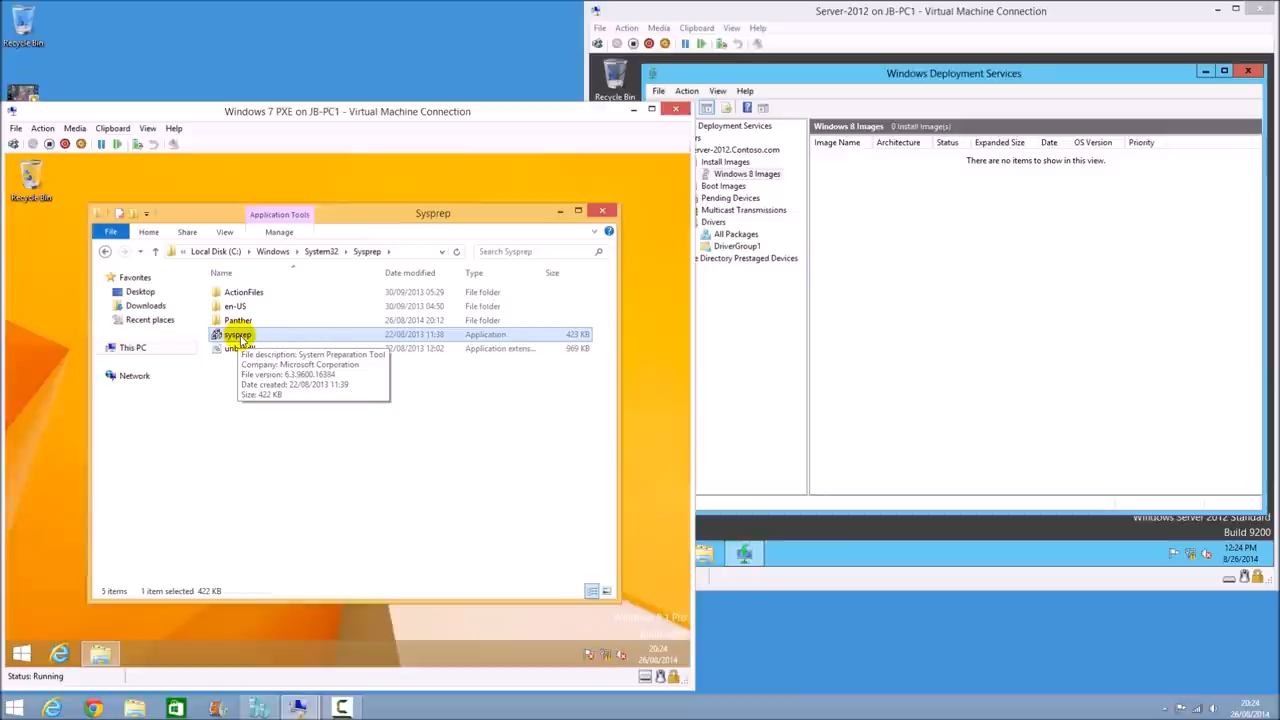 Recycle Bin
Server-2012 on JB-PC1 - Virtual Machine Connection
File Action Media Clipboard View Help
Recycle Bin
Windows Deployment Services
File Action View Help
Deployment Services
rs
erver-2012.Contoso.com
Install Images
Windows 8 Images
Boot Images
Pending Devices
Multicast Transmissions
Drivers
All Packages
DriverGroup1
e Directory Prestaged Devices
Windows 8 Images 0 Install Image(s)
Image Name Architecture Status Expanded Size Date OS Version Priority
There are no items to show in this view.
Windows Server 2012 Standard
Build 9200
12:24 PM
8/26/2014
Windows 7 PXE on JB-PC1 - Virtual Machine Connection
File Action Media Clipboard View Help
Recycle Bin
Application Tools
Sysprep
File Home Share View Manage
Local Disk (C:) Windows System32 Sysprep
Search Sysprep
Favorites
Desktop
Downloads
Recent places
This PC
Network
Name Date modified Type Size
ActionFiles 30/09/2013 05:29 File folder
en-US 30/09/2013 04:50 File folder
Panther 26/08/2014 20:12 File folder
sysprep 22/08/2013 11:38 Application 423 KB
22/08/2013 12:02 Application extens... 969 KB
File description: System Preparation Tool
Company: Microsoft Corporation
File version: 6.3.9600.16384
Date created: 22/08/2013 11:39
Size: 422 KB
5 items 1 item selected 422 KB
Windows 8.1 Pro
20:24
26/08/2014
Status: Running
20:24
26/08/2014